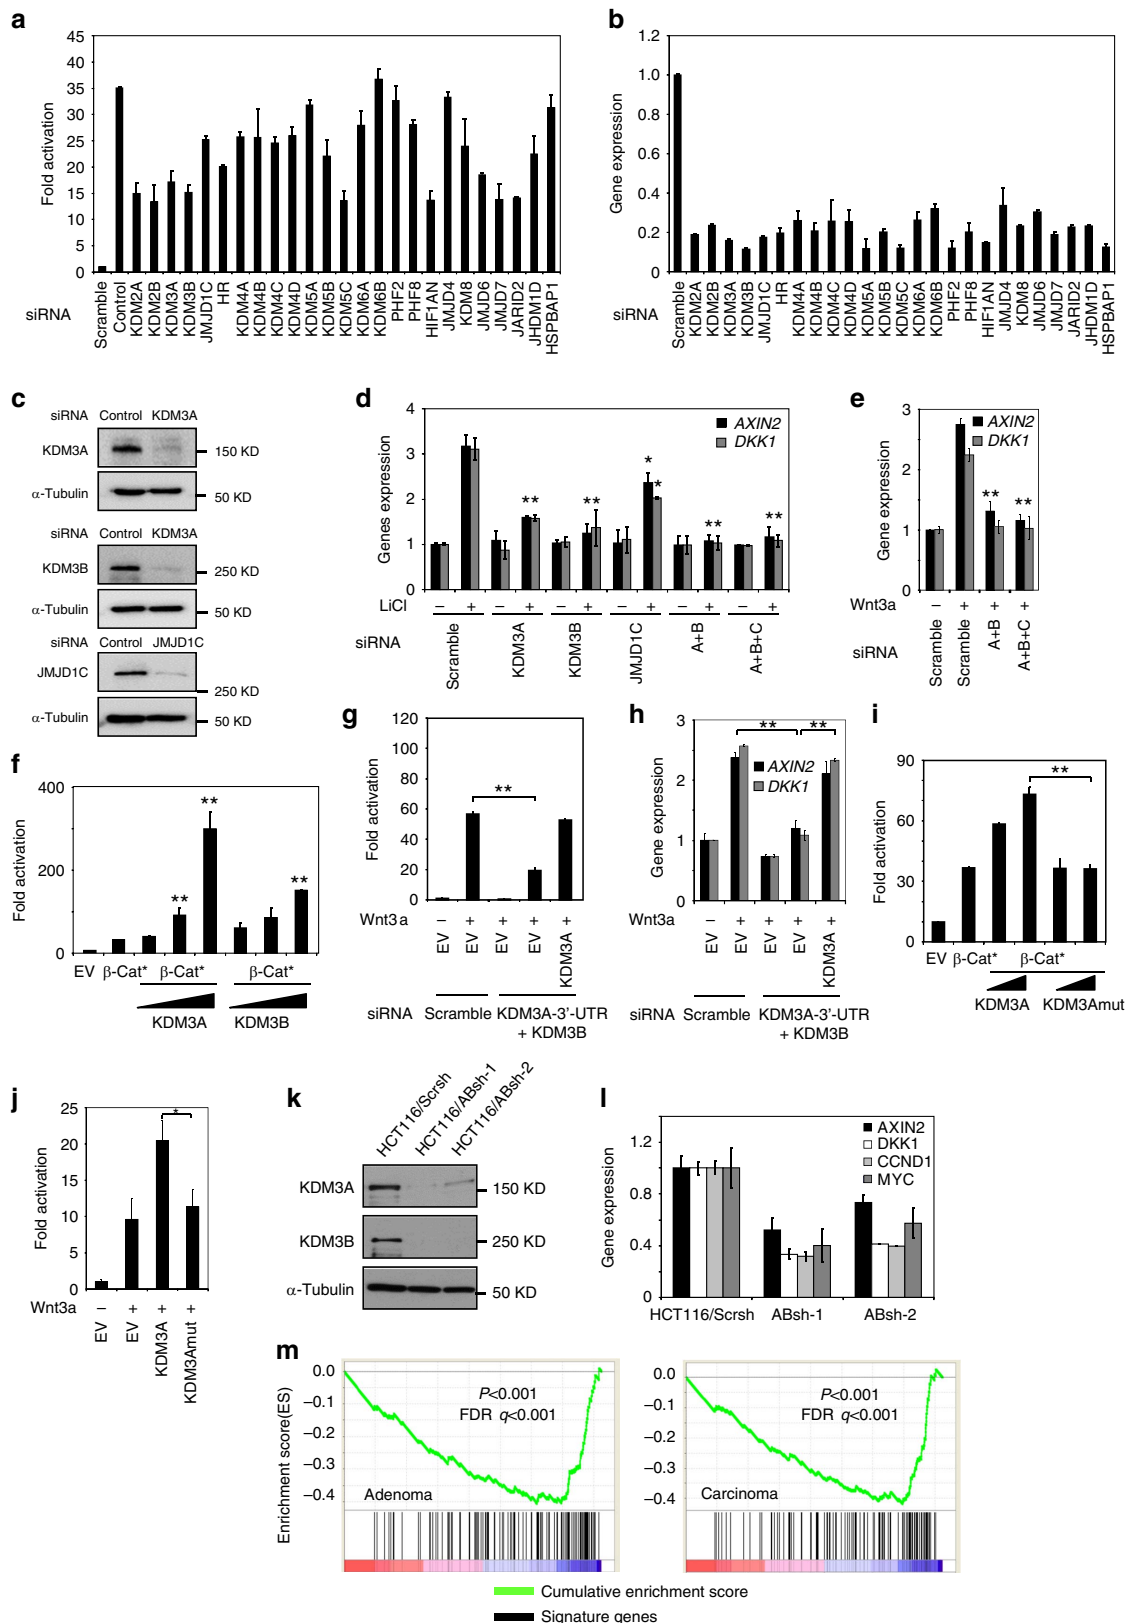 a
45
40
35
30
25
20
15
10
5
0
Fold activation
siRNA
Scramble
Control
KDM2A
KDM2B
KDM3A
KDM3B
JMJD1C
HR
KDM4A
KDM4B
KDM4C
KDM4D
KDM5A
KDM5B
KDM5C
KDM6A
KDM6B
PHF2
PHF8
HIF1AN
JMJD4
KDM8
JMJD6
JMJD7
JARID2
JHDM1D
HSPBAP1
b
1.2
1.0
0.8
0.6
0.4
0.2
0
Gene expression
siRNA
Scramble
KDM2A
KDM2B
KDM3A
KDM3B
JMJD1C
HR
KDM4A
KDM4B
KDM4C
KDM4D
KDM5A
KDM5B
KDM5C
KDM6A
KDM6B
PHF2
PHF8
HIF1AN
JMJD4
KDM8
JMJD6
JMJD7
JARID2
JHDM1D
HSPBAP1
c
siRNA Control KDM3A
KDM3A 150 KD
α-Tubulin 50 KD
siRNA Control KDM3A
KDM3B 250 KD
α-Tubulin 50 KD
siRNA Control JMJD1C
JMJD1C 250 KD
α-Tubulin 50 KD
d
4
3
2
1
0
Genes expression
AXIN2
DKK1
** ** * * ** **
LiCl – + – + – + – + – + – +
siRNA
Scramble
KDM3A
KDM3B
JMJD1C
A+B
A+B+C
e
3
2
1
0
Gene expression
AXIN2
DKK1
** **
Wnt3a – + + +
siRNA
Scramble
Scramble
A+B
A+B+C
f
400
200
0
Fold activation
** ** **
EV β-Cat* β-Cat* β-Cat*
KDM3A KDM3B
g
120
100
80
60
40
20
0
Fold activation
**
Wnt3a – + + + +
EV
EV
EV
EV
KDM3A
siRNA Scramble KDM3A-3'-UTR
+ KDM3B
h
3
2
1
0
Gene expression
** **
AXIN2
DKK1
Wnt3a – + + + +
EV
EV
EV
EV
KDM3A
siRNA Scramble KDM3A-3'-UTR
+ KDM3B
i
90
60
30
0
Fold activation
**
EV β-Cat* β-Cat*
KDM3A KDM3Amut
j
25
20
15
10
5
0
Fold activation
*
Wnt3a – + + +
EV
EV
KDM3A
KDM3Amut
k
HCT116/Scrsh
HCT116/ABsh-1
HCT116/ABsh-2
KDM3A 150 KD
KDM3B 250 KD
α-Tubulin 50 KD
l
1.2
0.8
0.4
0
Gene expression
AXIN2
DKK1
CCND1
MYC
HCT116/Scrsh ABsh-1 ABsh-2
m
0.0
–0.1
–0.2
–0.3
–0.4
Enrichment score(ES)
P<0.001
FDR q<0.001
Adenoma
0.0
–0.1
–0.2
–0.3
–0.4
P<0.001
FDR q<0.001
Carcinoma
Cumulative enrichment score
Signature genes